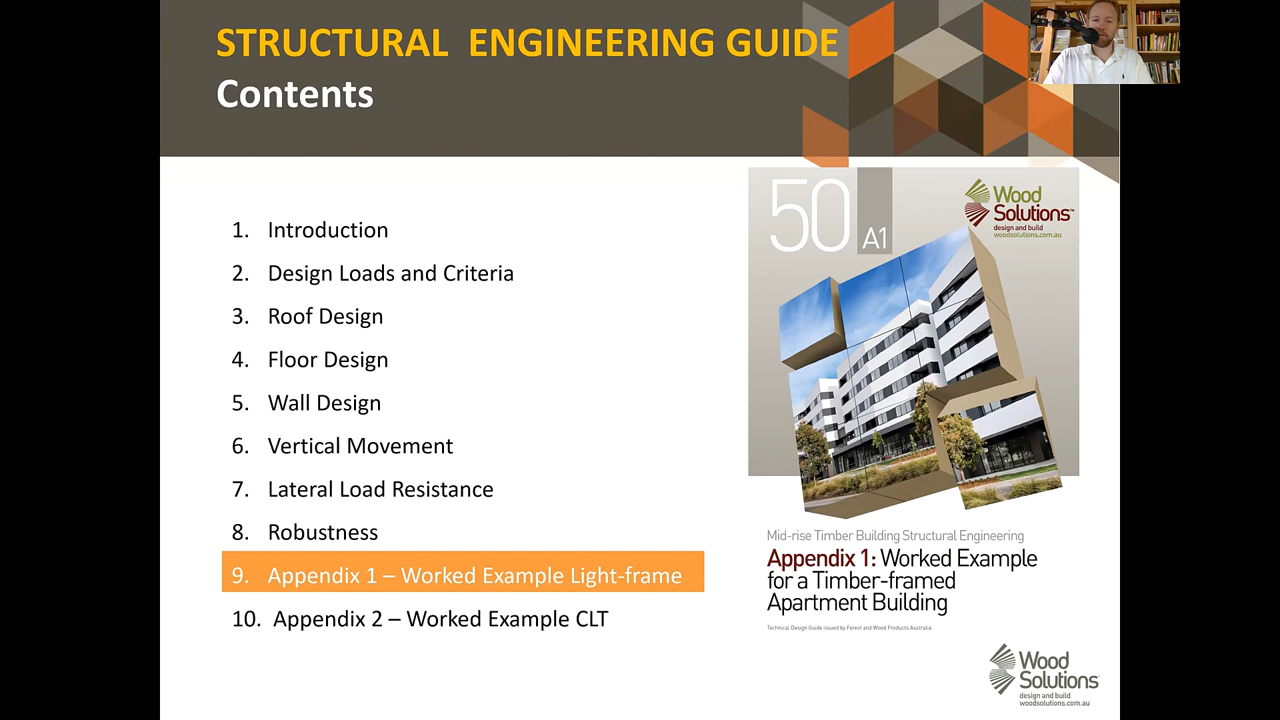 STRUCTURAL ENGINEERING GUIDE
Contents
1. Introduction
2. Design Loads and Criteria
3. Roof Design
4. Floor Design
5. Wall Design
6. Vertical Movement
7. Lateral Load Resistance
8. Robustness
9. Appendix 1 – Worked Example Light-frame
10. Appendix 2 – Worked Example CLT
50 A1
Wood
Solutions™
design and build
woodsolutions.com.au
Mid-rise Timber Building Structural Engineering
Appendix 1: Worked Example
for a Timber-framed
Apartment Building
Technical Design Guide issued by Forest and Wood Products Australia
Wood
Solutions
design and build
woodsolutions.com.au